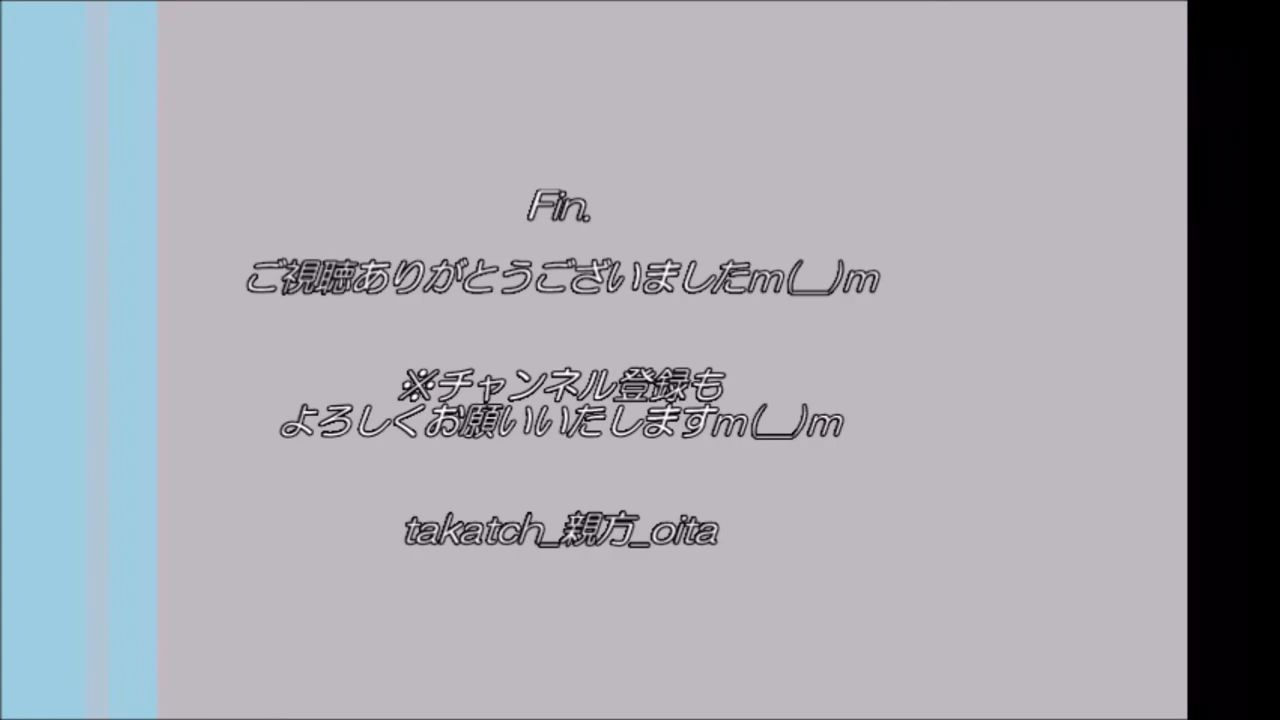 Fin.
ご視聴ありがとうございましたm(__)m
※チャンネル登録も
よろしくお願いいたしますm(__)m
takatch_親方_oita